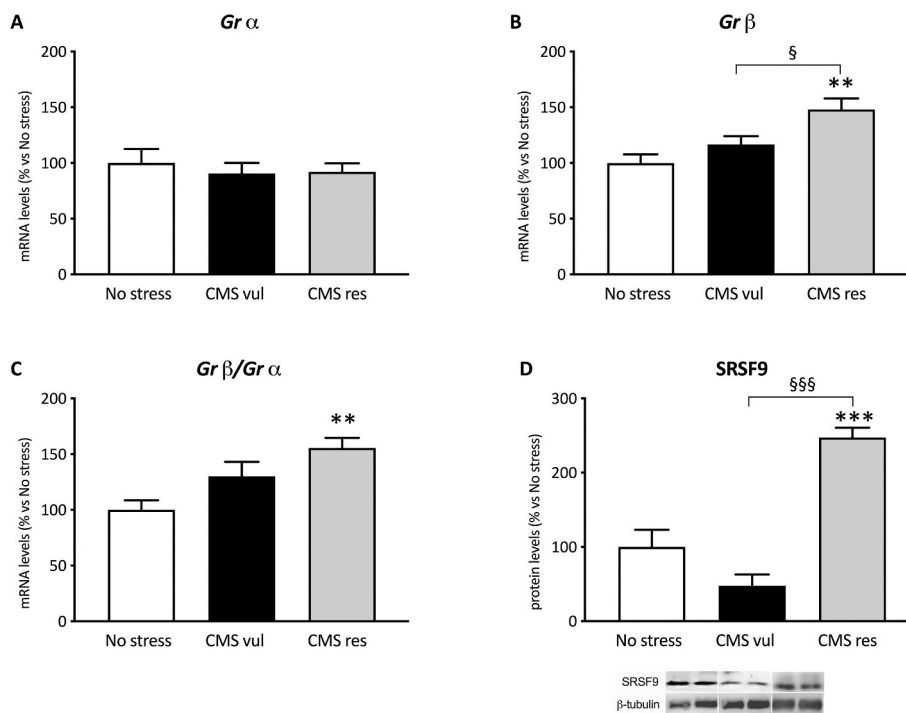 A
Gr α
mRNA levels (% vs No stress)
200
150
100
50
0
No stress CMS vul CMS res
B
Gr β
mRNA levels (% vs No stress)
200
150
100
50
0
§
**
No stress CMS vul CMS res
C
Gr β/Gr α
mRNA levels (% vs No stress)
200
150
100
50
0
**
No stress CMS vul CMS res
D
SRSF9
protein levels (% vs No stress)
300
200
100
0
§§§
***
No stress CMS vul CMS res
SRSF9
β-tubulin